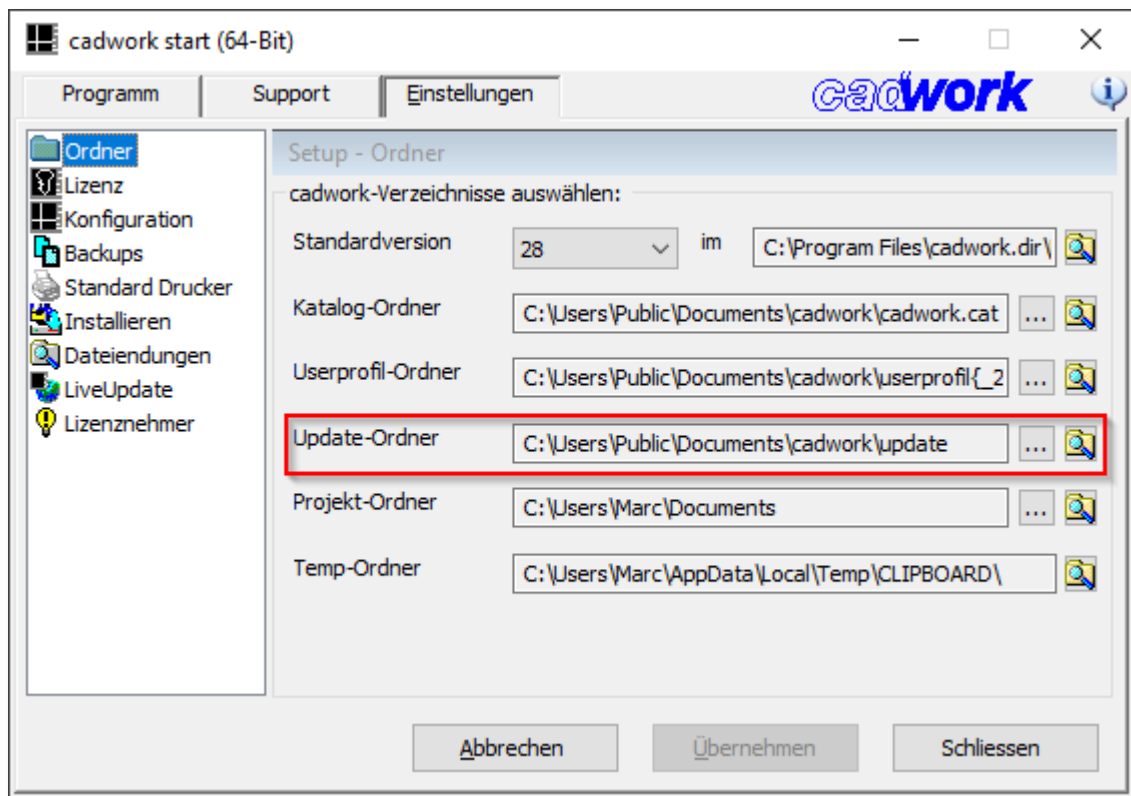 cadwork start (64-Bit)
Programm Support Einstellungen cadwork
Ordner
Lizenz
Konfiguration
Backups
Standard Drucker
Installieren
Dateiendungen
LiveUpdate
Lizenznehmer
Setup - Ordner
cadwork-Verzeichnisse auswählen:
Standardversion 28 im C:\Program Files\cadwork.dir\
Katalog-Ordner C:\Users\Public\Documents\cadwork\cadwork.cat ...
Userprofil-Ordner C:\Users\Public\Documents\cadwork\userprofil{_2 ...
Update-Ordner C:\Users\Public\Documents\cadwork\update ...
Projekt-Ordner C:\Users\Marc\Documents ...
Temp-Ordner C:\Users\Marc\AppData\Local\Temp\CLIPBOARD\
Abbrechen Übernehmen Schliessen